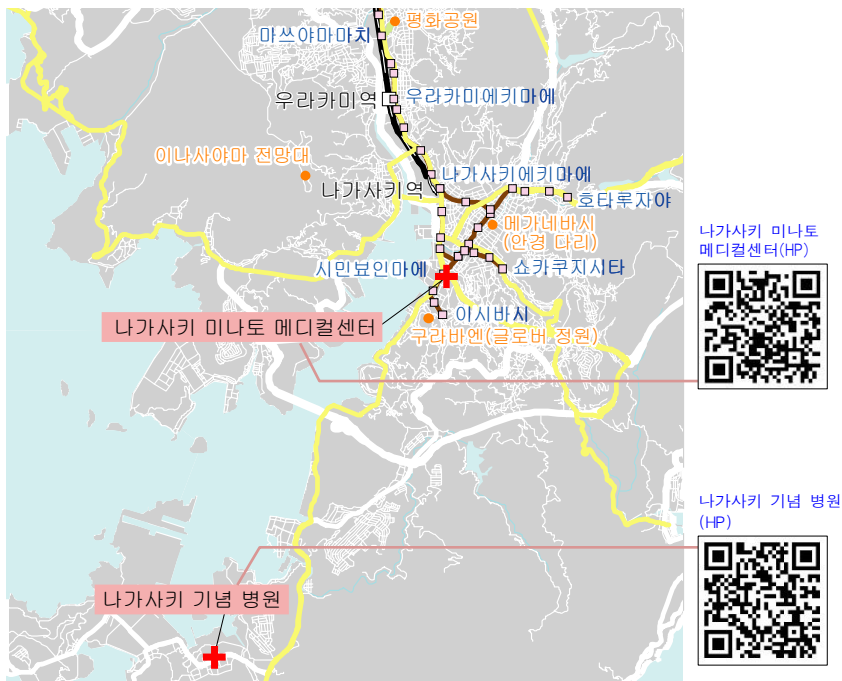 평화공원
마쓰야마마치
우라카미역
우라카미에키마에
이나사야마 전망대
나가사키에키마에
나가사키역
호타루자야
메가네바시
(안경 다리)
시민뵤인마에
쇼카쿠지시타
이시바시
나가사키 미나토 메디컬센터
구라바엔(글로버 정원)
나가사키 미나토
메디컬센터(HP)
나가사키 기념 병원
(HP)
나가사키 기념 병원